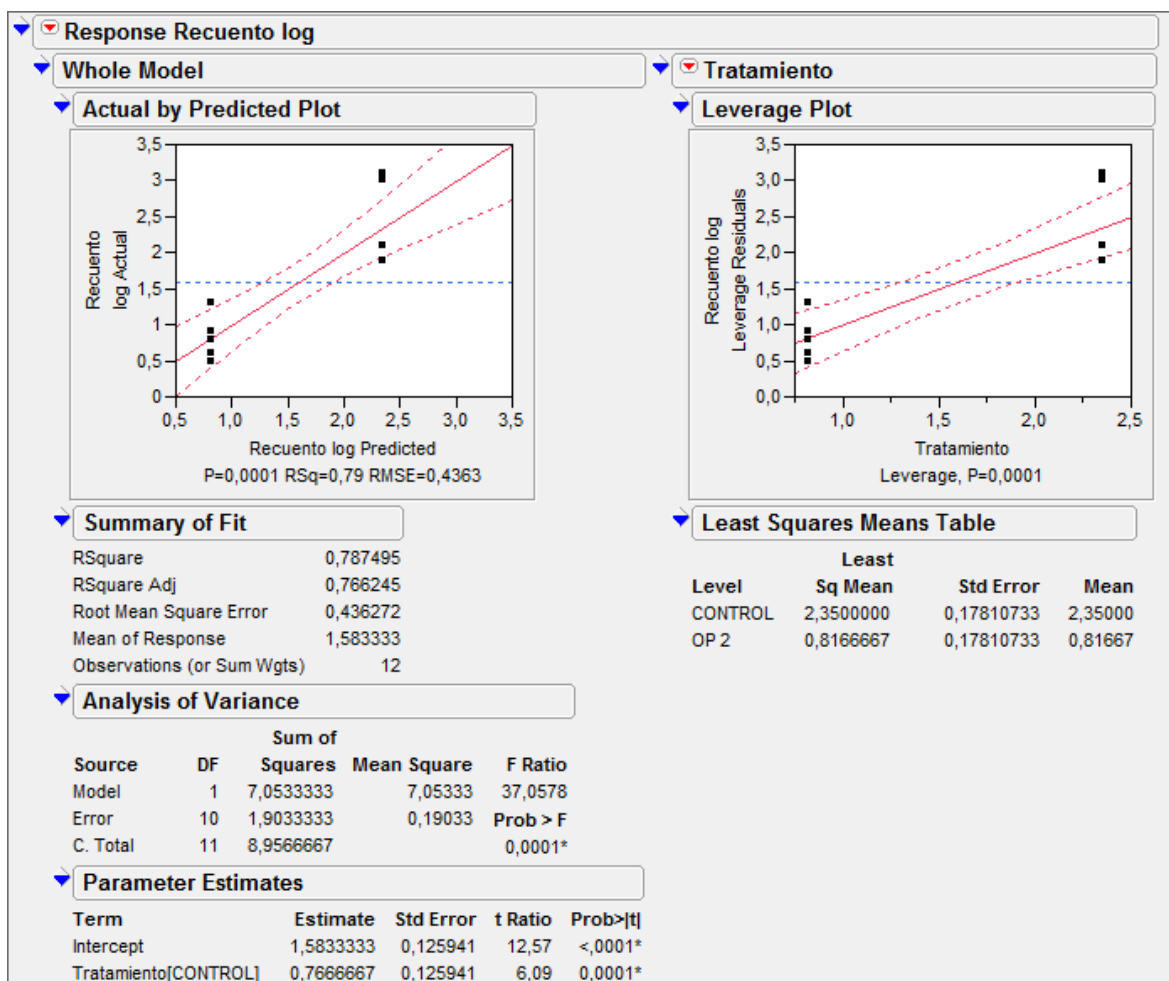 Response Recuento log
Whole Model
Actual by Predicted Plot
3,5
3
2,5
2
1,5
1
0,5
0
Recuento
log Actual
0,5 1,0 1,5 2,0 2,5 3,0 3,5
Recuento log Predicted
P=0,0001 RSq=0,79 RMSE=0,4363
Summary of Fit
RSquare 0,787495
RSquare Adj 0,766245
Root Mean Square Error 0,436272
Mean of Response 1,583333
Observations (or Sum Wgts) 12
Analysis of Variance
Sum of
Source DF Squares Mean Square F Ratio
Model 1 7,0533333 7,05333 37,0578
Error 10 1,9033333 0,19033 Prob > F
C. Total 11 8,9566667 0,0001*
Parameter Estimates
Term Estimate Std Error t Ratio Prob>|t|
Intercept 1,5833333 0,125941 12,57 <,0001*
Tratamiento[CONTROL] 0,7666667 0,125941 6,09 0,0001*
Tratamiento
Leverage Plot
3,5
3,0
2,5
2,0
1,5
1,0
0,5
0,0
Recuento log
Leverage Residuals
1,0 1,5 2,0 2,5
Tratamiento
Leverage, P=0,0001
Least Squares Means Table
Least
Level Sq Mean Std Error Mean
CONTROL 2,3500000 0,17810733 2,35000
OP 2 0,8166667 0,17810733 0,81667